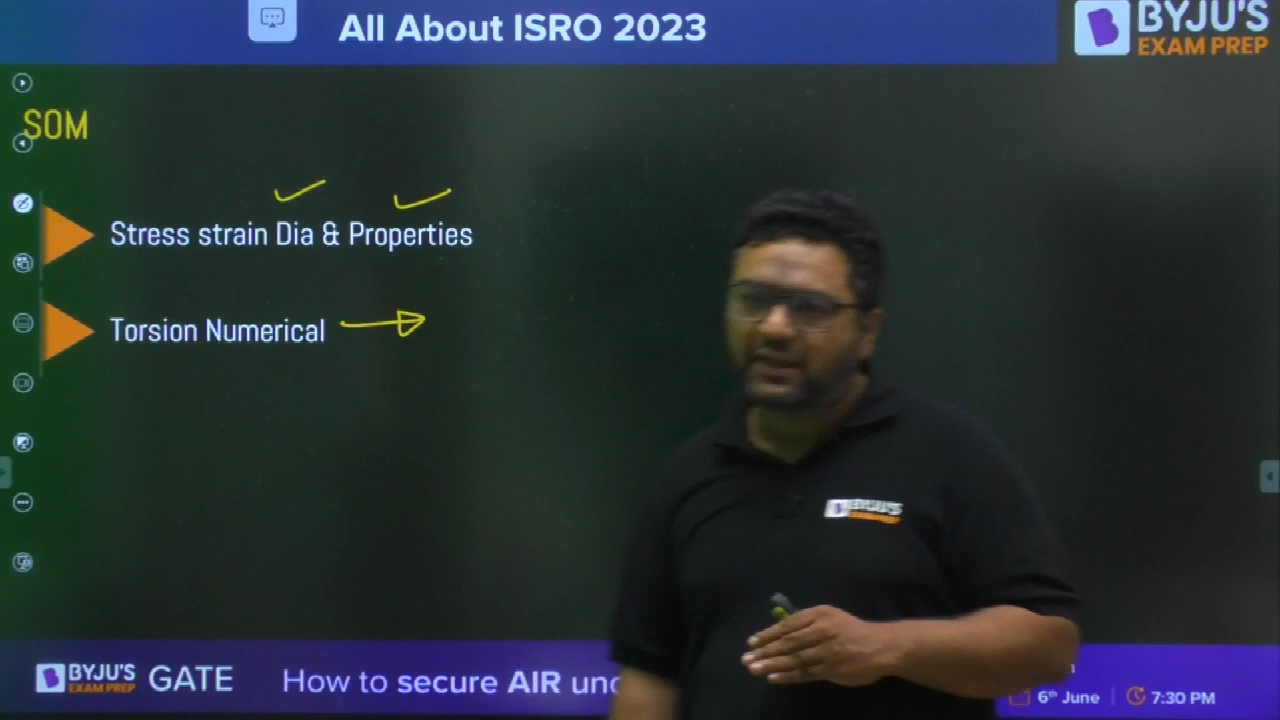 All About ISRO 2023
BYJU'S
EXAM PREP
SOM
Stress strain Dia & Properties
Torsion Numerical
BYJU'S
BYJU'S
EXAM PREP
GATE
How to secure AIR
6th June
7:30 PM